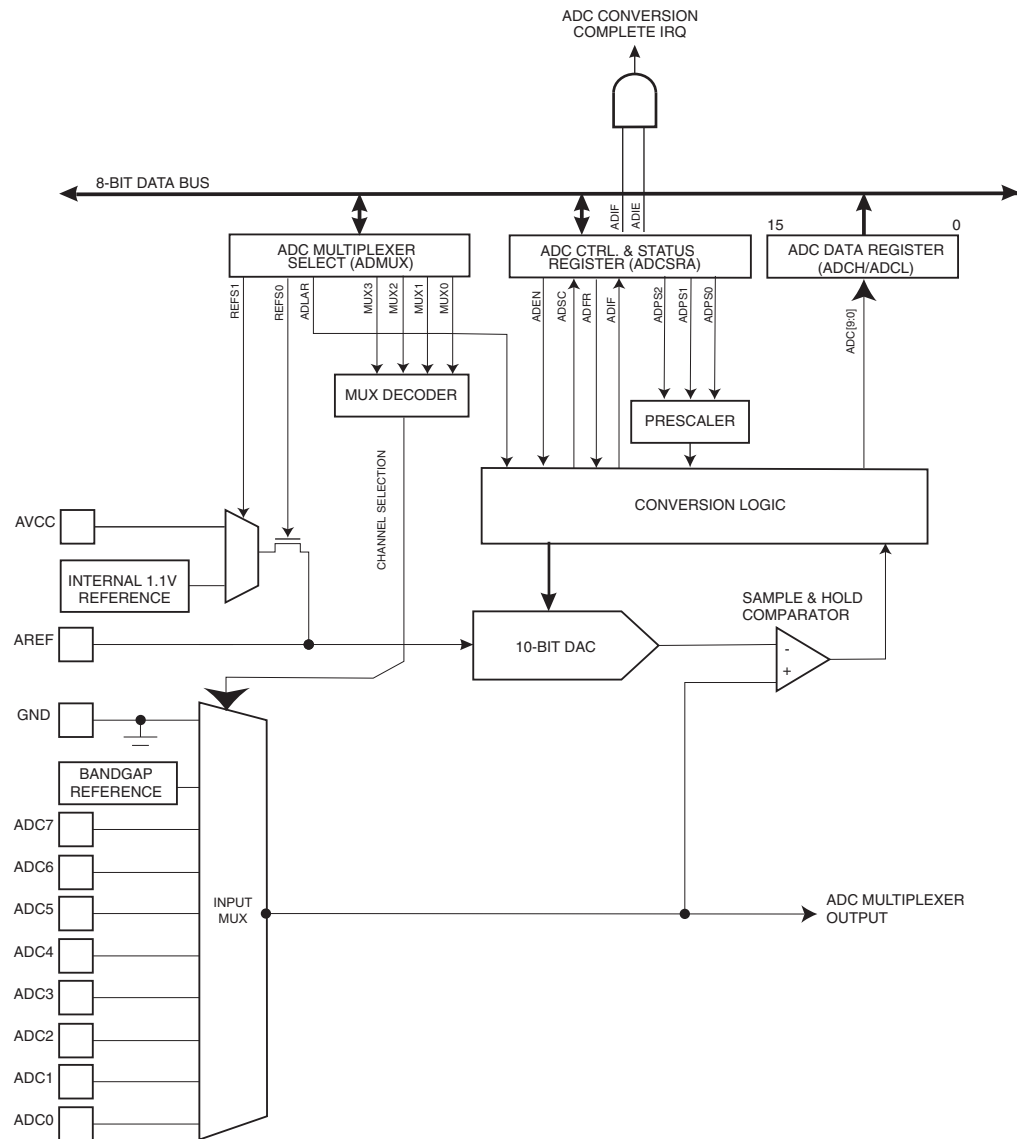 ADC CONVERSION
COMPLETE IRQ
8-BIT DATA BUS
ADIF
ADIE
15
0
ADC MULTIPLEXER
SELECT (ADMUX)
ADC CTRL. & STATUS
REGISTER (ADCSRA)
ADC DATA REGISTER
(ADCH/ADCL)
REFS1
REFS0
ADLAR
MUX3
MUX2
MUX1
MUX0
ADEN
ADSC
ADFR
ADIF
ADPS2
ADPS1
ADPS0
ADC[9:0]
MUX DECODER
PRESCALER
CHANNEL SELECTION
CONVERSION LOGIC
AVCC
INTERNAL 1.1V
REFERENCE
SAMPLE & HOLD
COMPARATOR
AREF
10-BIT DAC
-
+
GND
BANDGAP
REFERENCE
ADC7
ADC6
ADC5
INPUT
MUX
ADC MULTIPLEXER
OUTPUT
ADC4
ADC3
ADC2
ADC1
ADC0